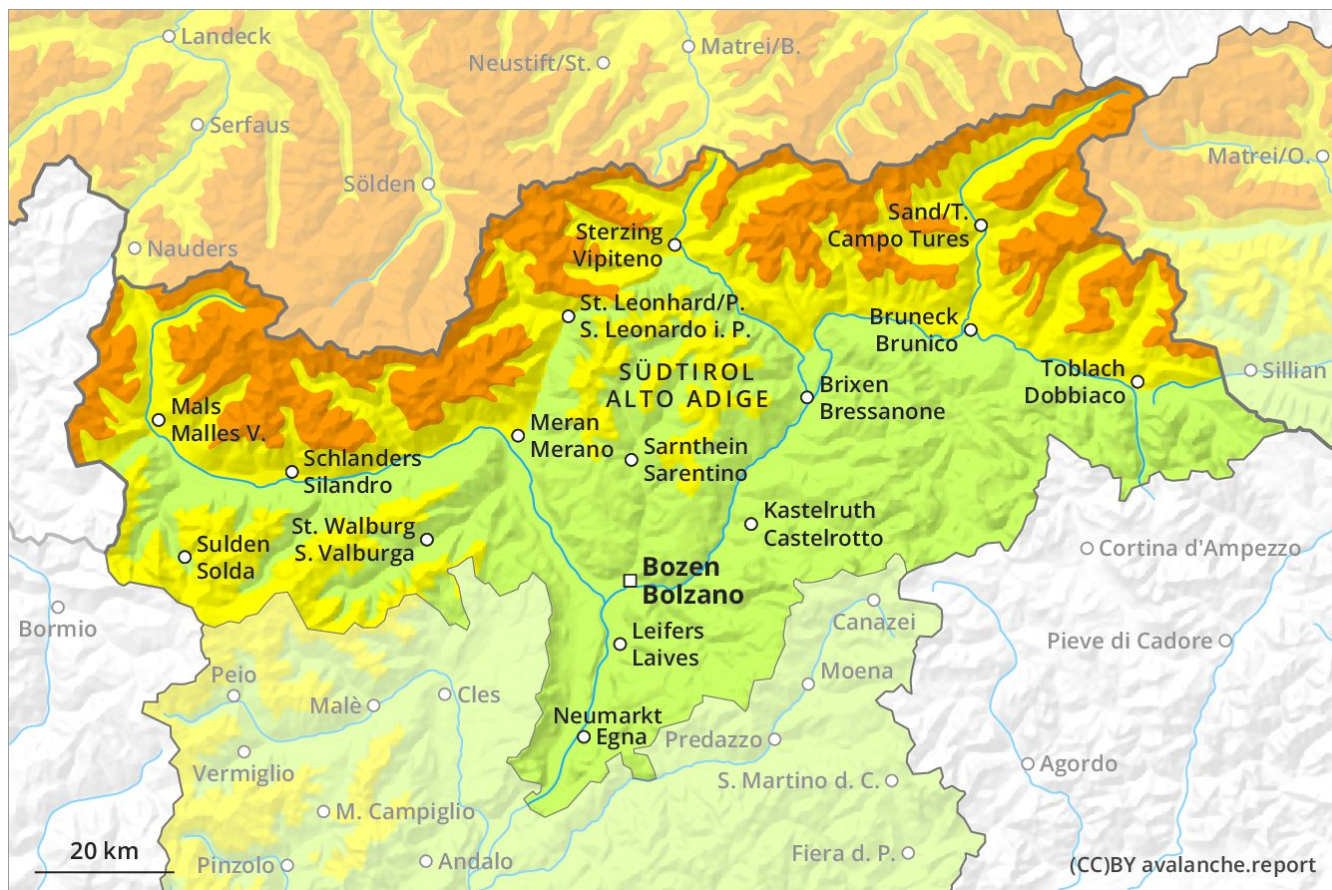 Landeck
Matrei/B.
Neustift/St.
Serfaus
Matrei/O.
Sölden
Sand/T.
Campo Tures
Sterzing
Vipiteno
Nauders
St. Leonhard/P.
S. Leonardo i. P.
Bruneck
Brunico
SÜDTIROL
ALTO ADIGE
Toblach
Dobbiaco
Sillian
Brixen
Bressanone
Mals
Malles V.
Meran
Merano
Sarnthein
Sarentino
Schlanders
Silandro
Kastelruth
Castelrotto
St. Walburg
S. Valburga
Sulden
Solda
Cortina d'Ampezzo
Bozen
Bolzano
Bormio
Canazei
Leifers
Laives
Pieve di Cadore
Peio
Moena
Malè
Cles
Neumarkt
Egna
Predazzo
Vermiglio
Agordo
S. Martino d. C.
M. Campiglio
20 km
Pinzolo
Andalo
Fiera d. P.
(CC)BY avalanche.report